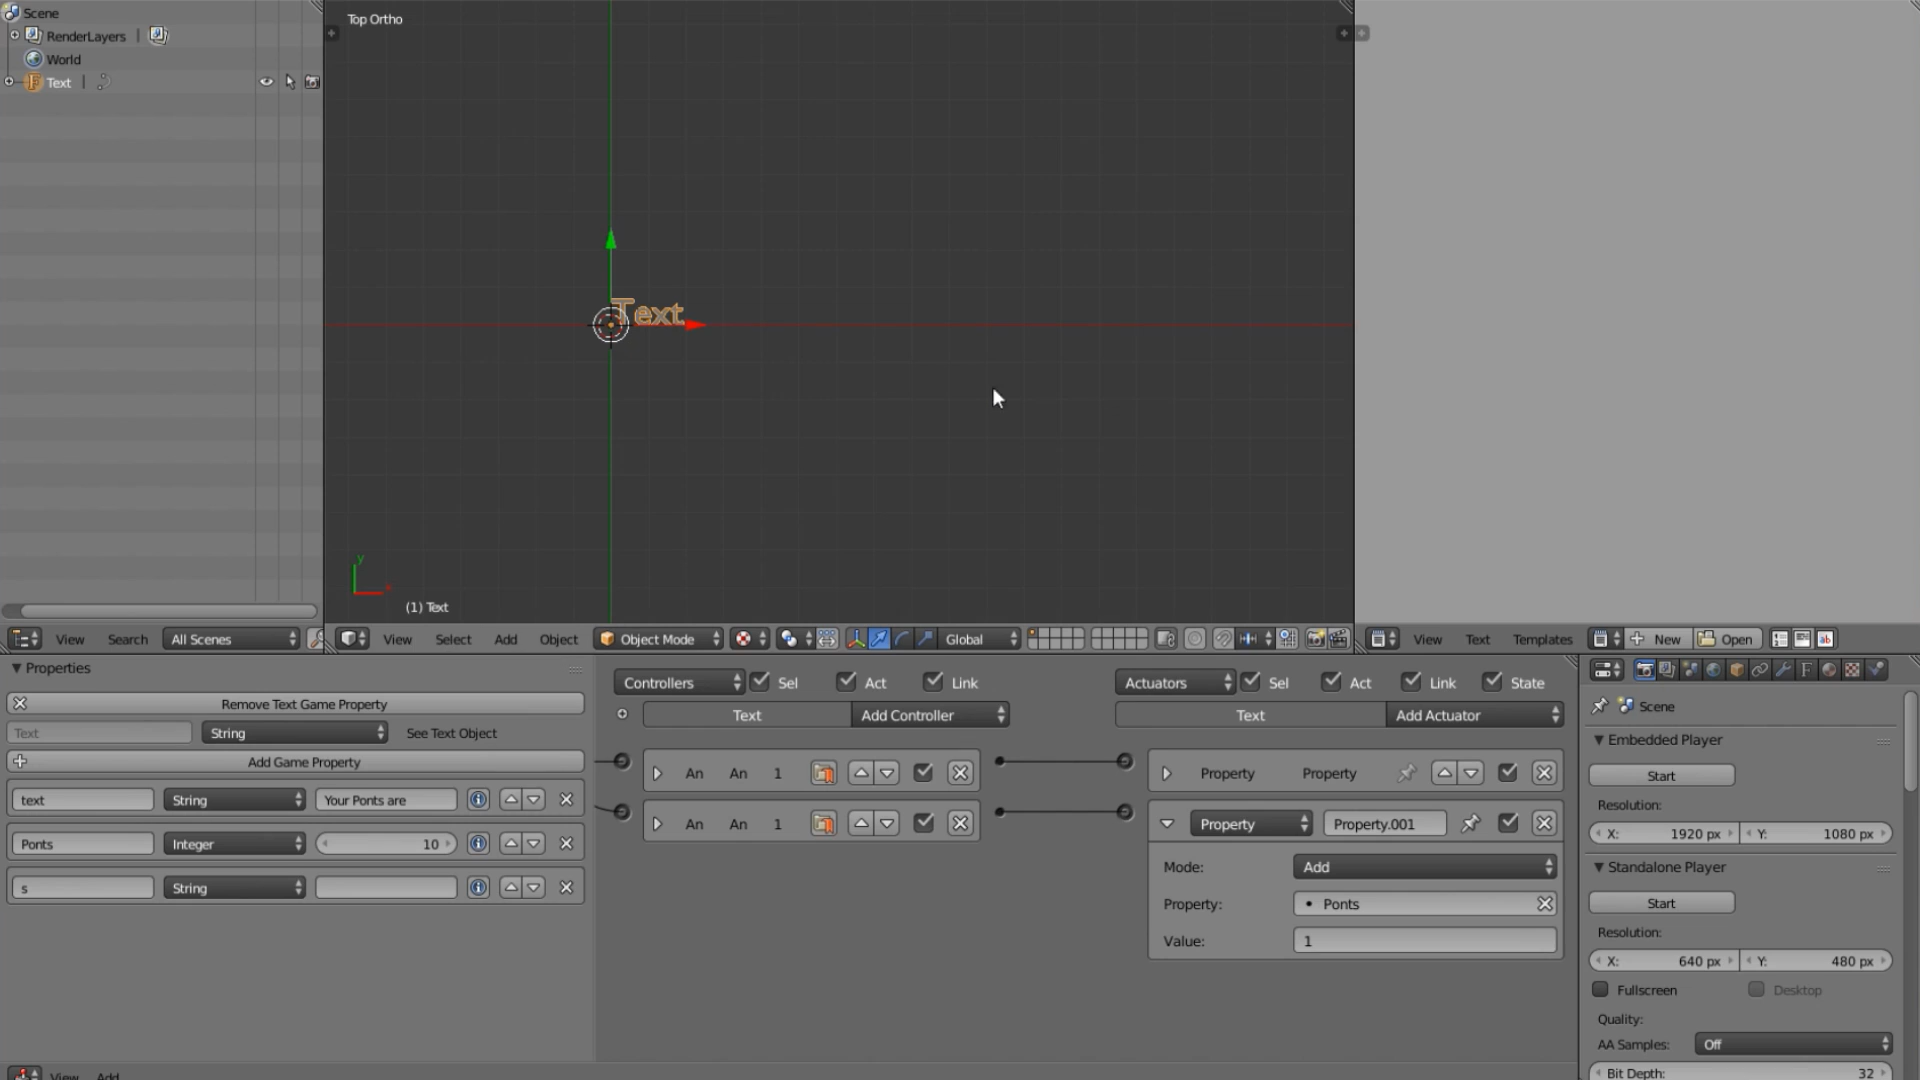 Scene
RenderLayers
World
Text
View Search All Scenes
Top Ortho
Text
y
(1) Text
View Select Add Object Object Mode Global
View Text Templates New Open
Properties
Remove Text Game Property
Text String See Text Object
Add Game Property
text String Your Ponts are
Ponts Integer 10
s String
View Add
Controllers Sel Act Link
Text Add Controller
An An 1
An An 1
Actuators Sel Act Link State
Text Add Actuator
Property Property
Property Property.001
Mode: Add
Property: Ponts
Value: 1
Scene
Embedded Player
Start
Resolution:
X: 1920 px Y: 1080 px
Standalone Player
Start
Resolution:
X: 640 px Y: 480 px
Fullscreen Desktop
Quality:
AA Samples: Off
Bit Depth: 32